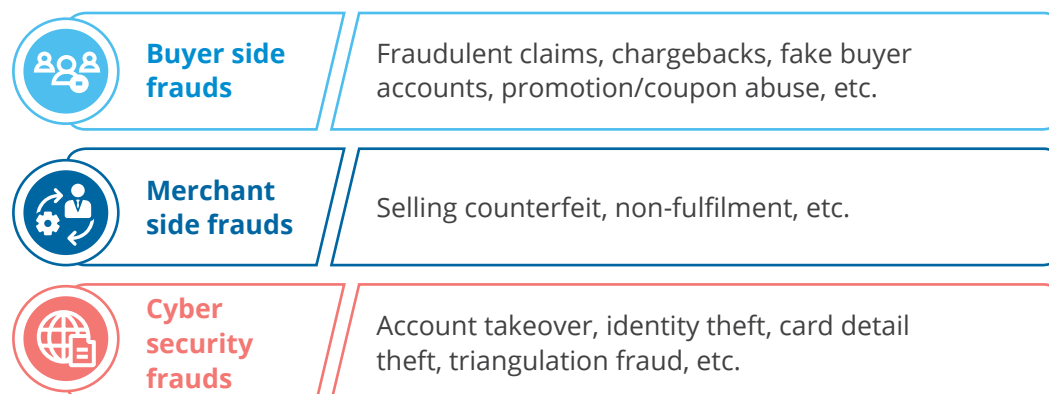 Buyer side
frauds
Fraudulent claims, chargebacks, fake buyer
accounts, promotion/coupon abuse, etc.
Merchant
side frauds
Selling counterfeit, non-fulfilment, etc.
Cyber
security
frauds
Account takeover, identity theft, card detail
theft, triangulation fraud, etc.